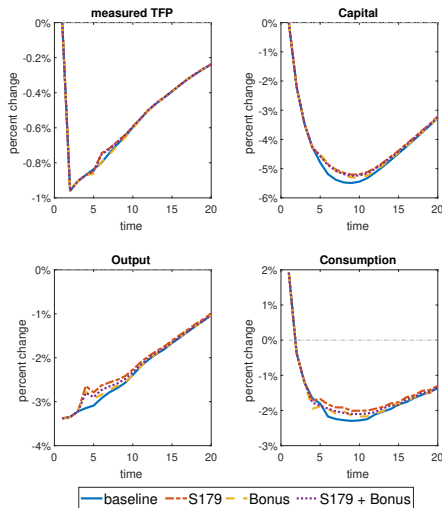 measured TFP
0%
-0.2%
-0.4%
-0.6%
-0.8%
-1%
percent change
0 5 10 15 20
time
Capital
0%
-1%
-2%
-3%
-4%
-5%
-6%
percent change
0 5 10 15 20
time
Output
0%
-1%
-2%
-3%
-4%
percent change
0 5 10 15 20
time
Consumption
2%
1%
0%
-1%
-2%
-3%
percent change
0 5 10 15 20
time
baseline S179 Bonus S179 + Bonus